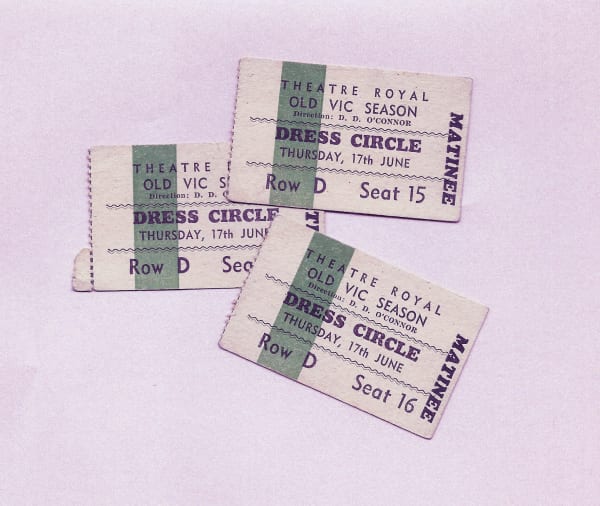 THEATRE ROYAL
OLD VIC SEASON
Direction: D. D. O'CONNOR
DRESS CIRCLE
THURSDAY, 17th JUNE
Row D Seat 15
MATINEE
THEATRE
OLD VIC
Direction: D. D.
DRESS CIRCLE
THURSDAY, 17th JUNE
Row D
THEATRE ROYAL
OLD VIC SEASON
Direction: D. D. O'CONNOR
DRESS CIRCLE
THURSDAY, 17th JUNE
Row D Seat 16
MATINEE